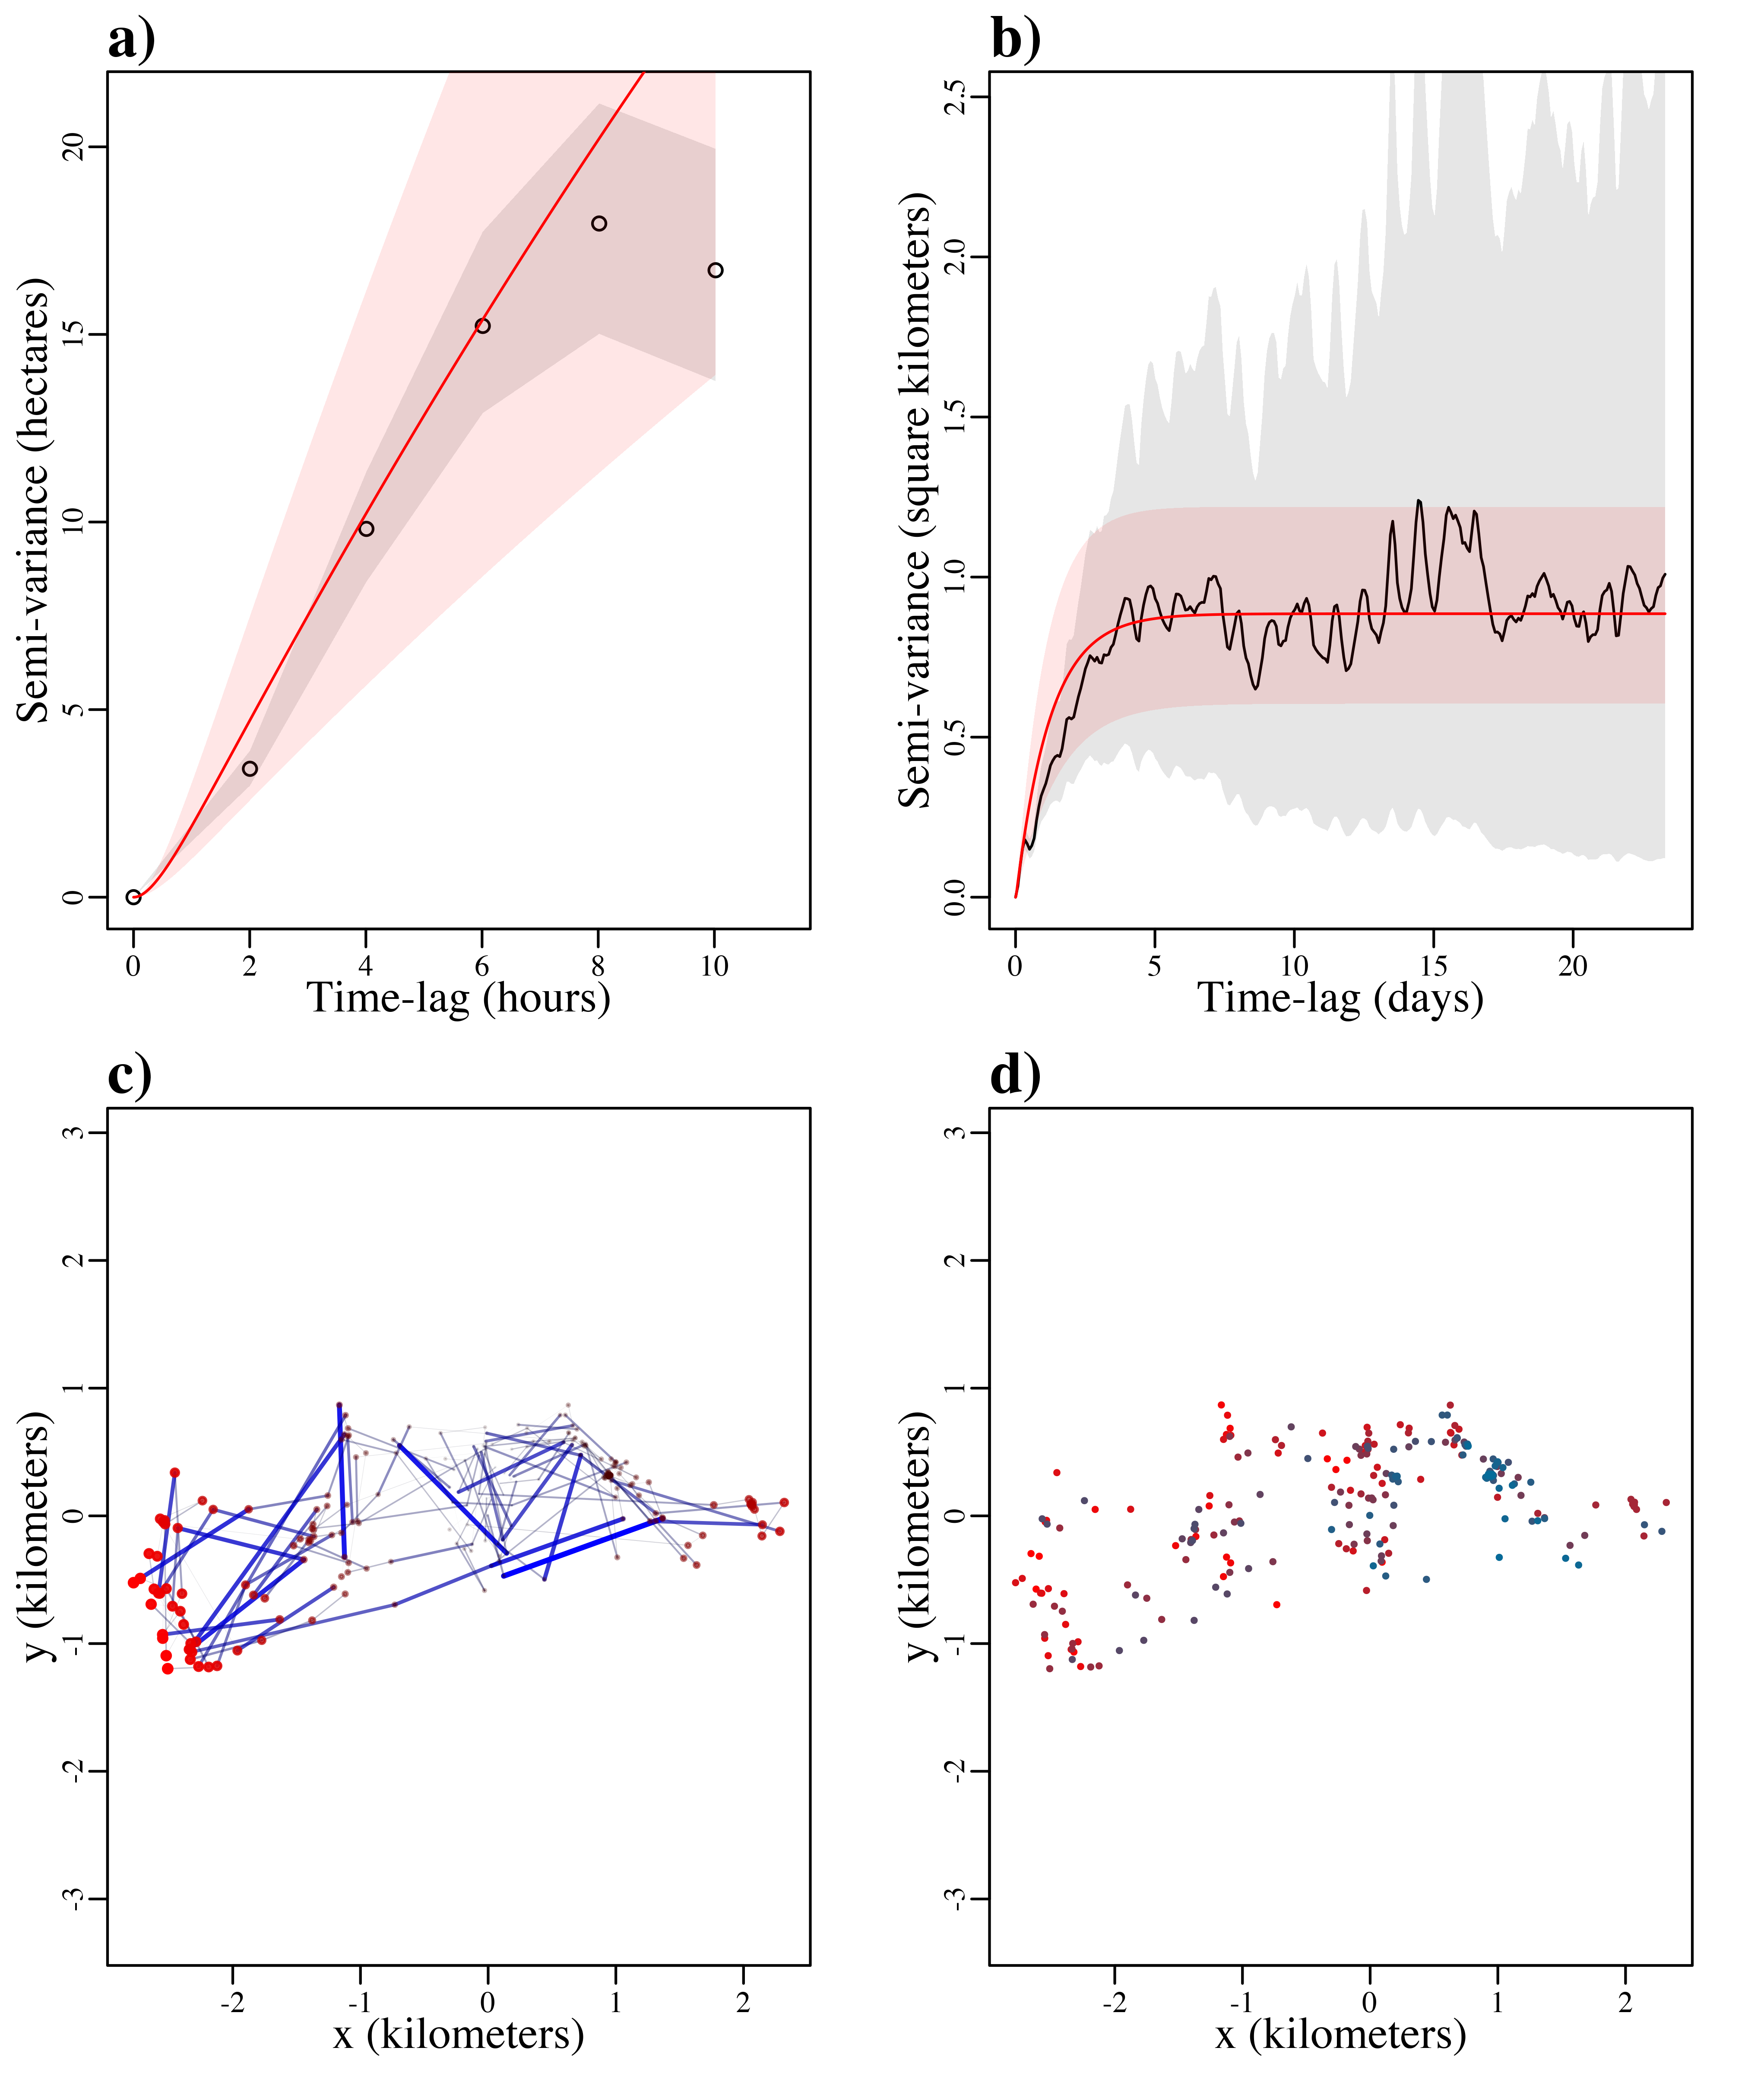 a)
Semi-variance (hectares)
20
15
10
5
0
0 2 4 6 8 10
Time-lag (hours)
b)
Semi-variance (square kilometers)
2.5
2.0
1.5
1.0
0.5
0.0
0 5 10 15 20
Time-lag (days)
c)
y (kilometers)
3
2
1
0
-1
-2
-3
-2 -1 0 1 2
x (kilometers)
d)
y (kilometers)
3
2
1
0
-1
-2
-3
-2 -1 0 1 2
x (kilometers)